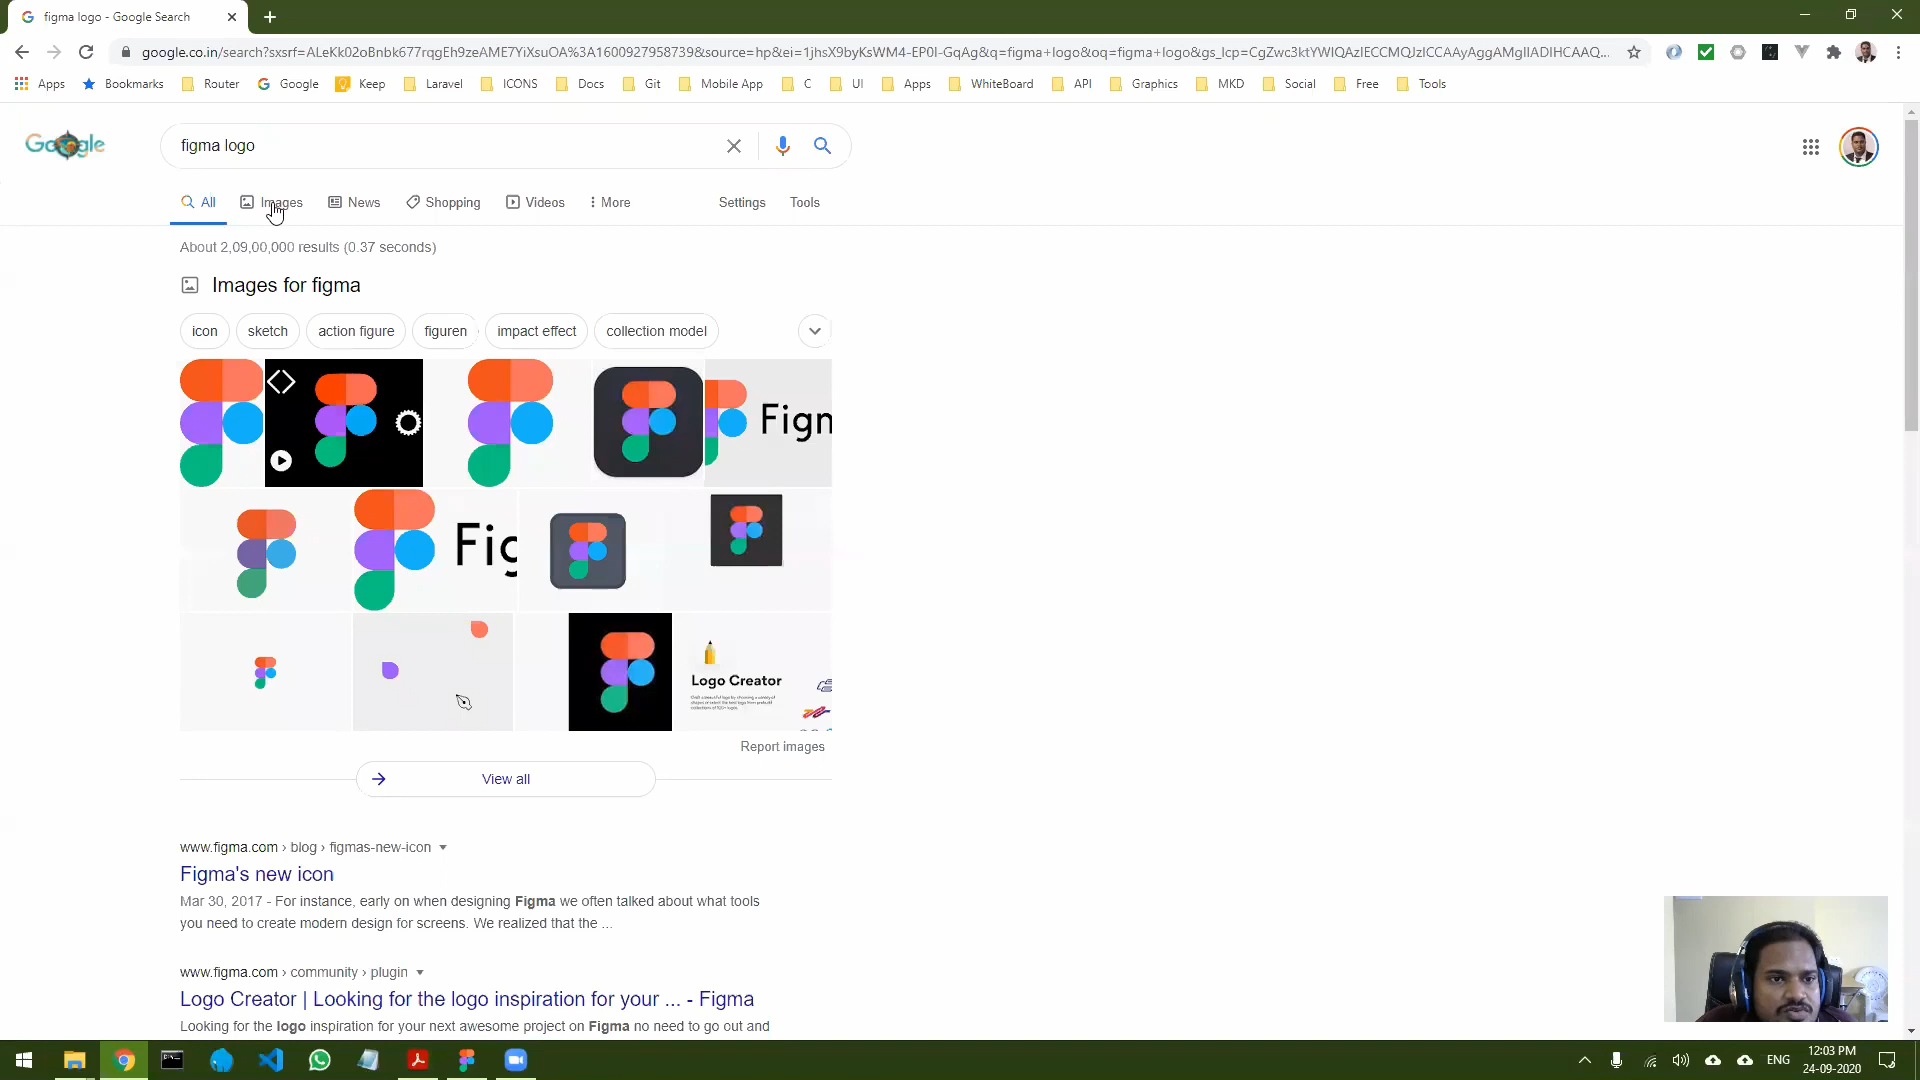 figma logo - Google Search
google.co.in/search?sxsrf=ALeKk02oBnbk677rqgEh9zeAME7YiXsuOA%3A1600927958739&source=hp&ei=1jhsX9byKsWM4-EP0I-GqAg&q=figma+logo&oq=figma+logo&gs_lcp=CgZwc3ktYWIQAzIECCMQJzICCAAyAggAMgIIADIHCAAQ...
Apps Bookmarks Router Google Keep Laravel ICONS Docs Git Mobile App C UI Apps WhiteBoard API Graphics MKD Social Free Tools
Google
figma logo
All Images News Shopping Videos More Settings Tools
About 2,09,00,000 results (0.37 seconds)
Images for figma
icon sketch action figure figuren impact effect collection model
Figm
Fig
Logo Creator
Report images
View all
www.figma.com › blog › figmas-new-icon
Figma's new icon
Mar 30, 2017 - For instance, early on when designing Figma we often talked about what tools
you need to create modern design for screens. We realized that the ...
www.figma.com › community › plugin
Logo Creator | Looking for the logo inspiration for your ... - Figma
Looking for the logo inspiration for your next awesome project on Figma no need to go out and
ENG
12:03 PM
24-09-2020